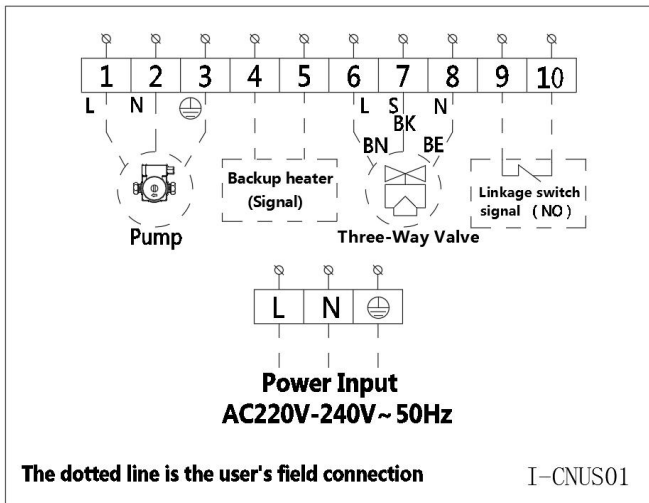 1 2 3 4 5 6 7 8 9 10
L N L S N
BK
BN BE
Backup heater
(Signal)
Linkage switch
signal (NO)
Pump
Three-Way Valve
L N
Power Input
AC220V-240V~50Hz
The dotted line is the user's field connection
I-CNUS01